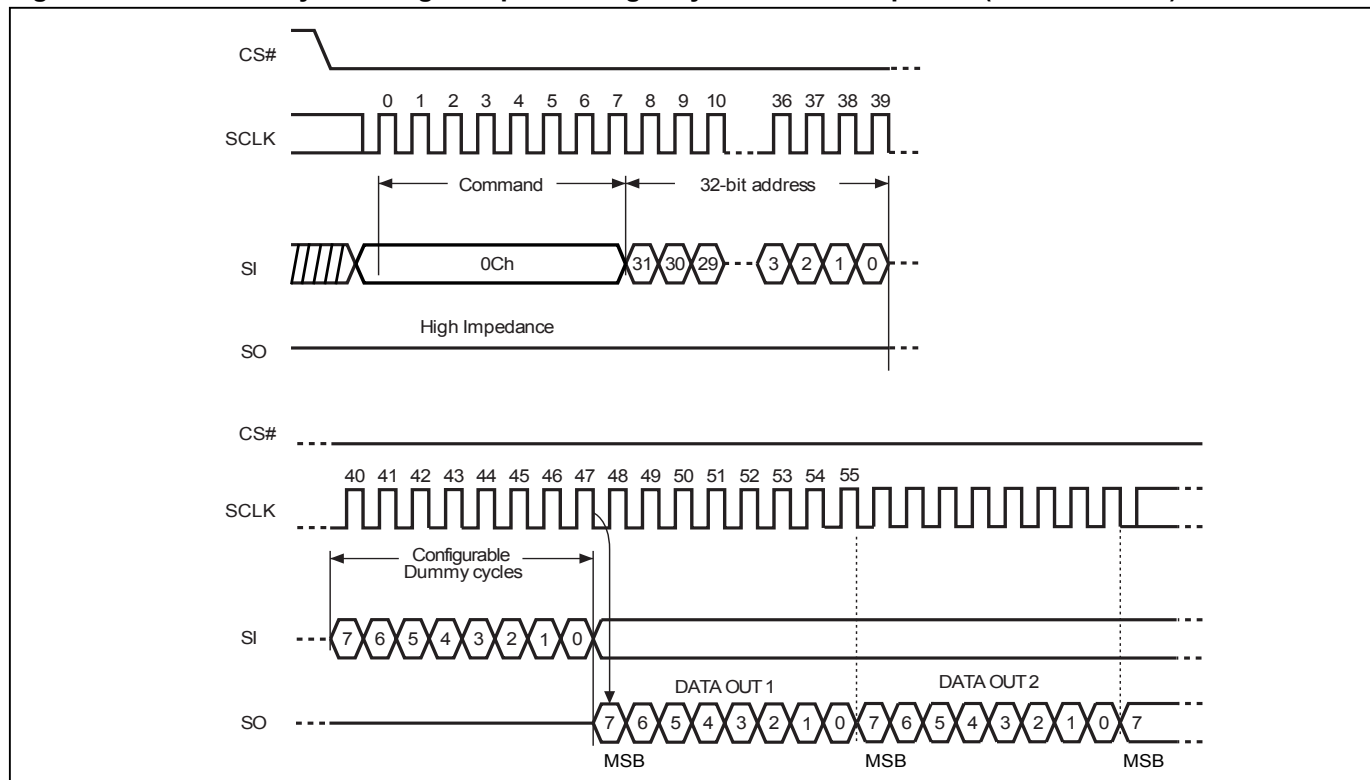 CS#
0 1 2 3 4 5 6 7 8 9 10 36 37 38 39
SCLK
Command 32-bit address
SI 0Ch 31 30 29 3 2 1 0
High Impedance
SO
CS#
40 41 42 43 44 45 46 47 48 49 50 51 52 53 54 55
SCLK
Configurable
Dummy cycles
SI 7 6 5 4 3 2 1 0
DATA OUT 1 DATA OUT 2
SO 7 6 5 4 3 2 1 0 7 6 5 4 3 2 1 0 7
MSB MSB MSB